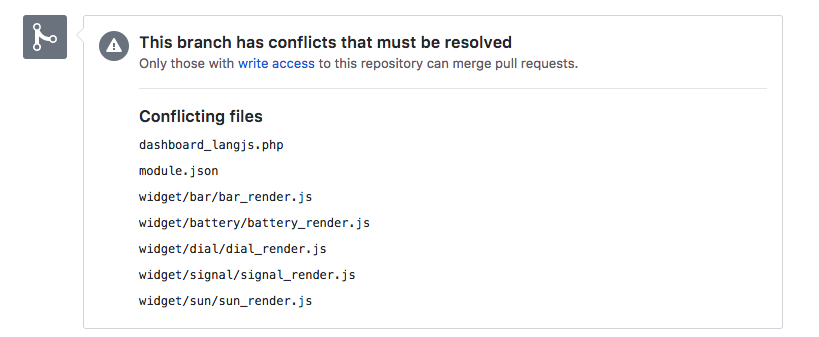 This branch has conflicts that must be resolved
Only those with write access to this repository can merge pull requests.
Conflicting files
dashboard_langjs.php
module.json
widget/bar/bar_render.js
widget/battery/battery_render.js
widget/dial/dial_render.js
widget/signal/signal_render.js
widget/sun/sun_render.js